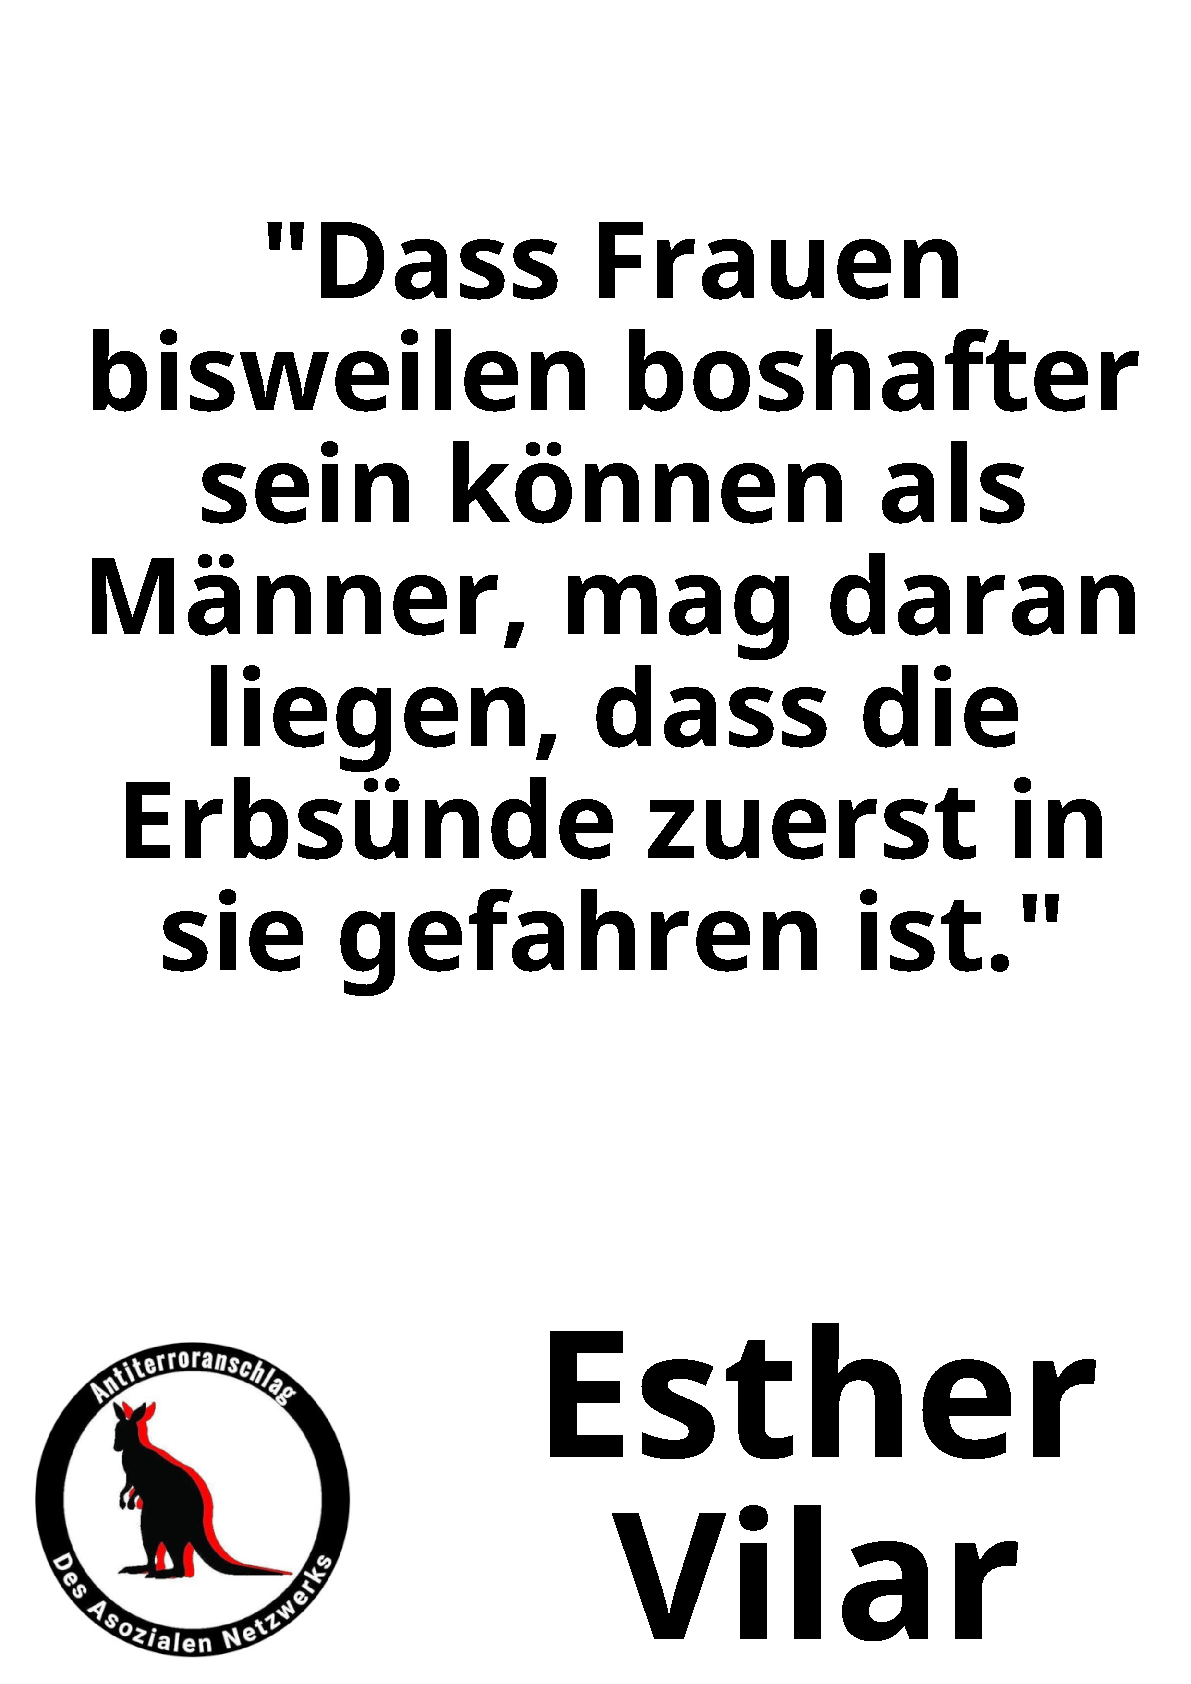 "Dass Frauen
bisweilen boshafter
sein können als
Männer, mag daran
liegen, dass die
Erbsünde zuerst in
sie gefahren ist."
Esther
Vilar
Antiterroranschlag
Des Asozialen Netzwerks